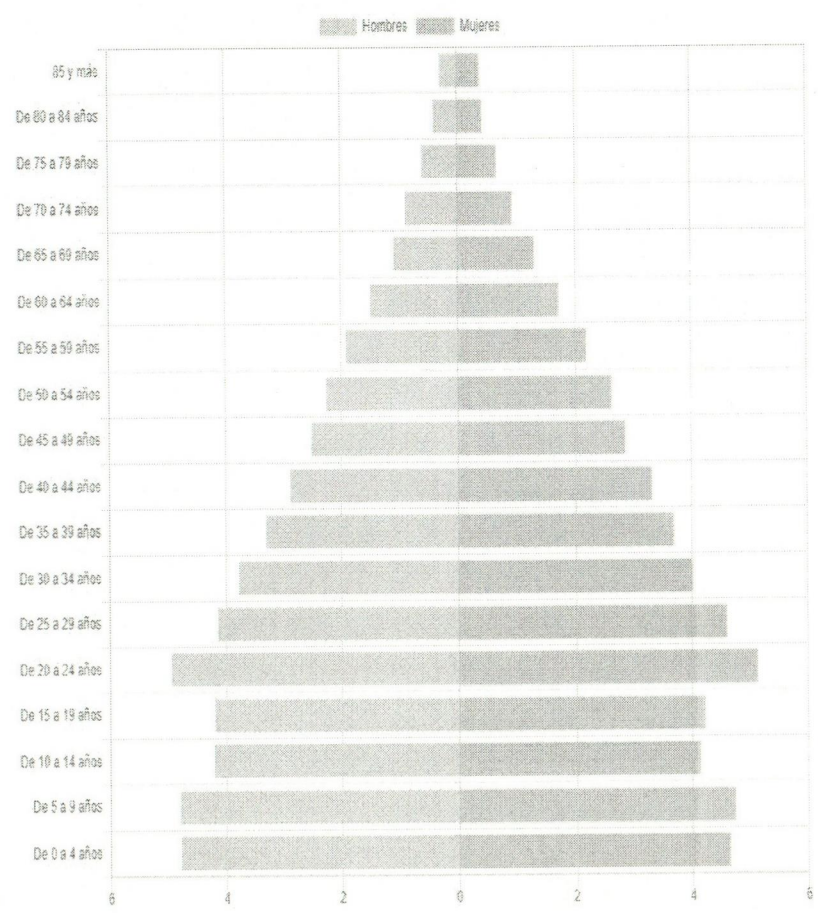 Hombres Mujeres
85 y más
De 80 a 84 años
De 75 a 79 años
De 70 a 74 años
De 65 a 69 años
De 60 a 64 años
De 55 a 59 años
De 50 a 54 años
De 45 a 49 años
De 40 a 44 años
De 35 a 39 años
De 30 a 34 años
De 25 a 29 años
De 20 a 24 años
De 15 a 19 años
De 10 a 14 años
De 5 a 9 años
De 0 a 4 años
6 4 2 0 2 4 6